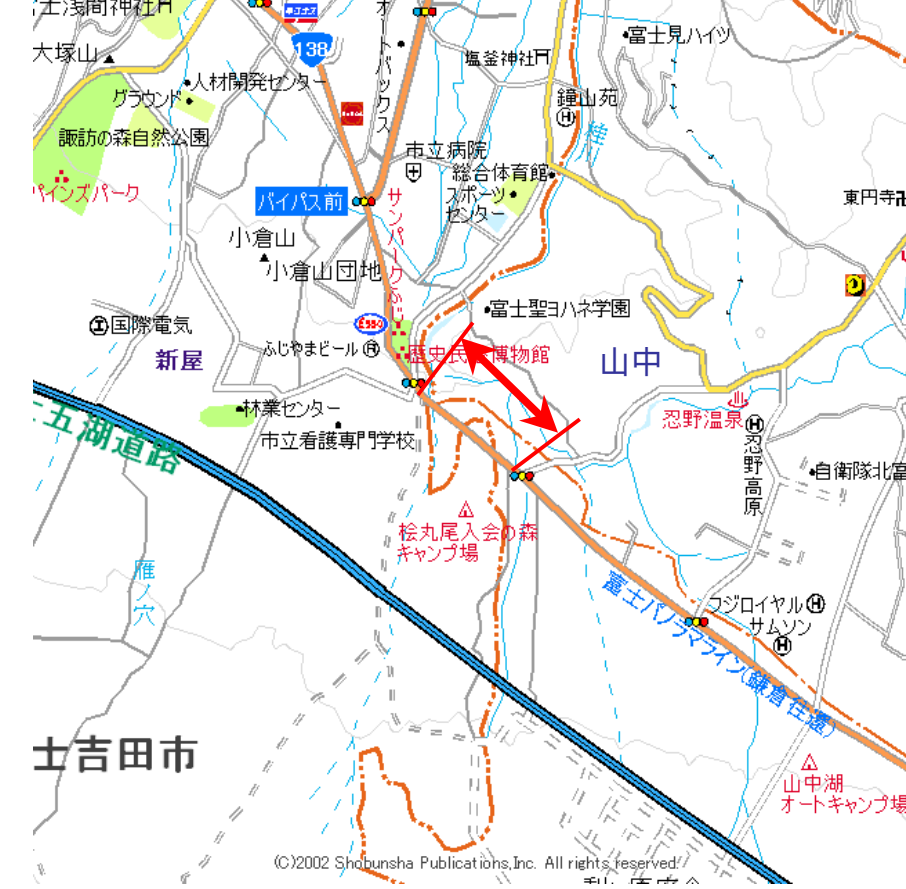 士浅間神社
大塚山
人材開発センター
グラウンド
諏訪の森自然公園
パインズパーク
138
オートバックス
塩釜神社
富士見ハイツ
鐘山苑
H
桂川
市立病院
総合体育館
スポーツ
センター
東円寺
バイパス前
サンパークふじ
小倉山
小倉山団地
富士聖ヨハネ学園
国際電気
新屋
ふじやまビール
H
歴史民
博物館
山中
林業センター
市立看護専門学校
忍野温泉
H
忍野高原
自衛隊北富
五湖道路
桧丸尾入会の森
キャンプ場
雁ノ穴
富士パノラマライン(鎌倉往還)
フジロイヤル
H
サムソン
H
士吉田市
山中湖
オートキャンプ場
(C)2002 Shobunsha Publications,Inc. All rights reserved.